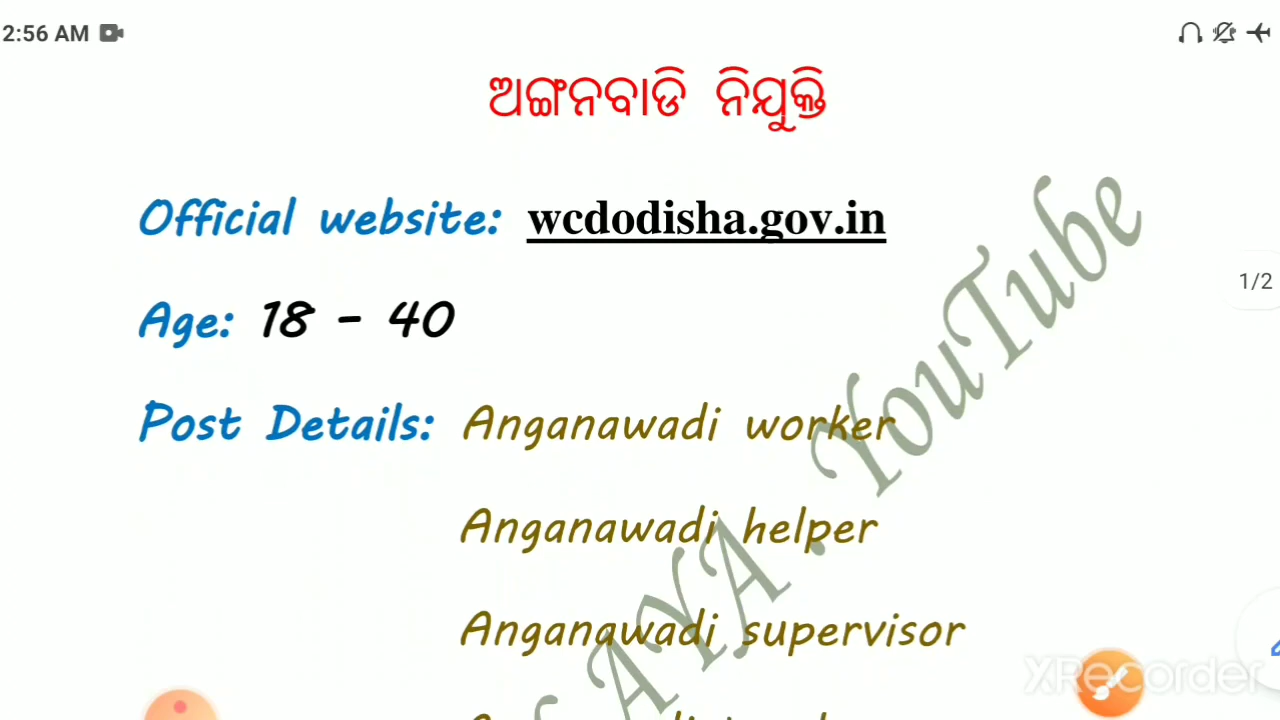 2:56 AM
ଅଙ୍ଗନବାଡି ନିଯୁକ୍ତି
Official website: wcdodisha.gov.in
1/2
Age: 18 - 40
Post Details: Anganawadi worker
Anganawadi helper
Anganawadi supervisor
AYA . YouTube
XRecorder